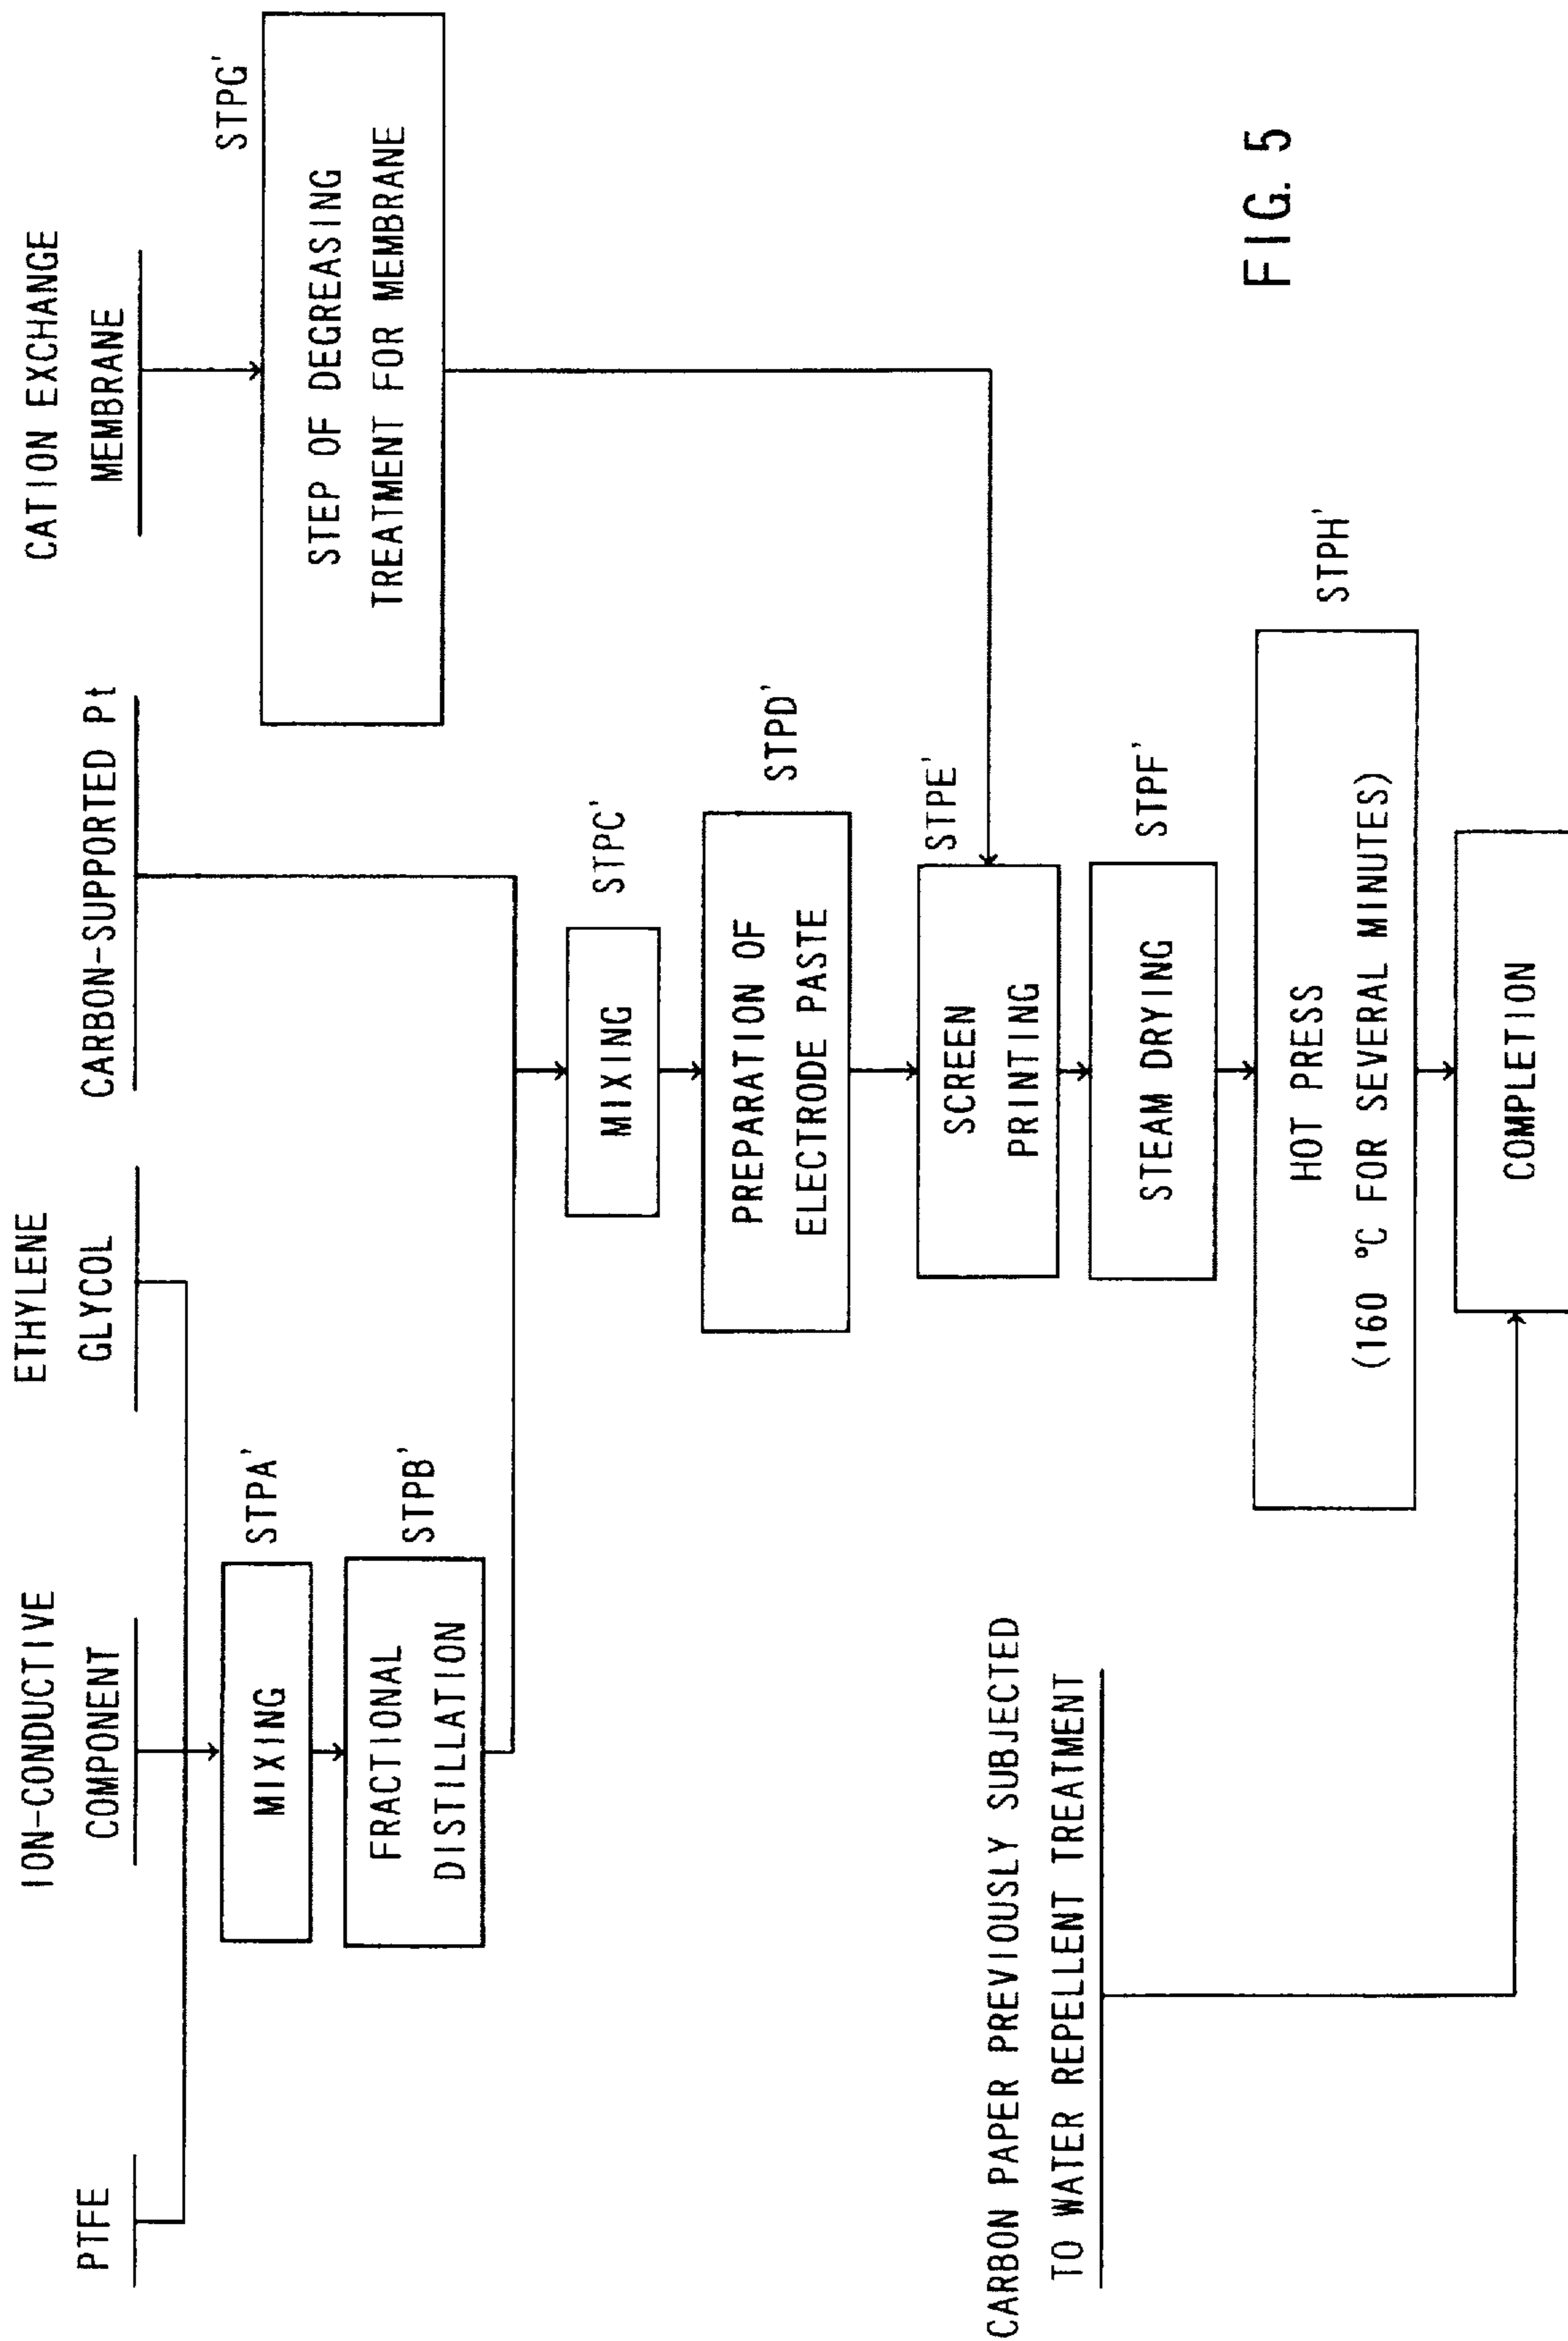 PTFE
ION-CONDUCTIVE
COMPONENT
ETHYLENE
GLYCOL
CARBON-SUPPORTED Pt
CATION EXCHANGE
MEMBRANE
STPA'
MIXING
STPB'
FRACTIONAL
DISTILLATION
STPG'
STEP OF DEGREASING
TREATMENT FOR MEMBRANE
STPC'
MIXING
STPD'
PREPARATION OF
ELECTRODE PASTE
STPE'
SCREEN
PRINTING
STPF'
STEAM DRYING
STPH'
HOT PRESS
(160 °C FOR SEVERAL MINUTES)
CARBON PAPER PREVIOUSLY SUBJECTED
TO WATER REPELLENT TREATMENT
COMPLETION
FIG. 5